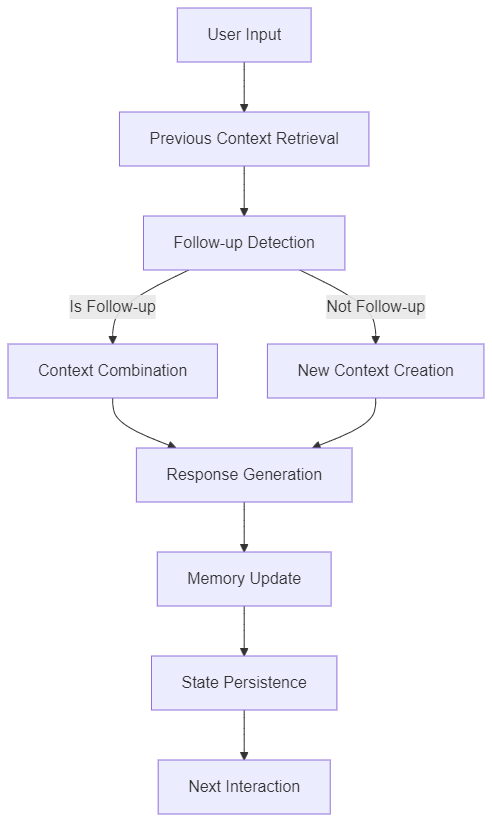 User Input
Previous Context Retrieval
Follow-up Detection
Is Follow-up
Not Follow-up
Context Combination
New Context Creation
Response Generation
Memory Update
State Persistence
Next Interaction